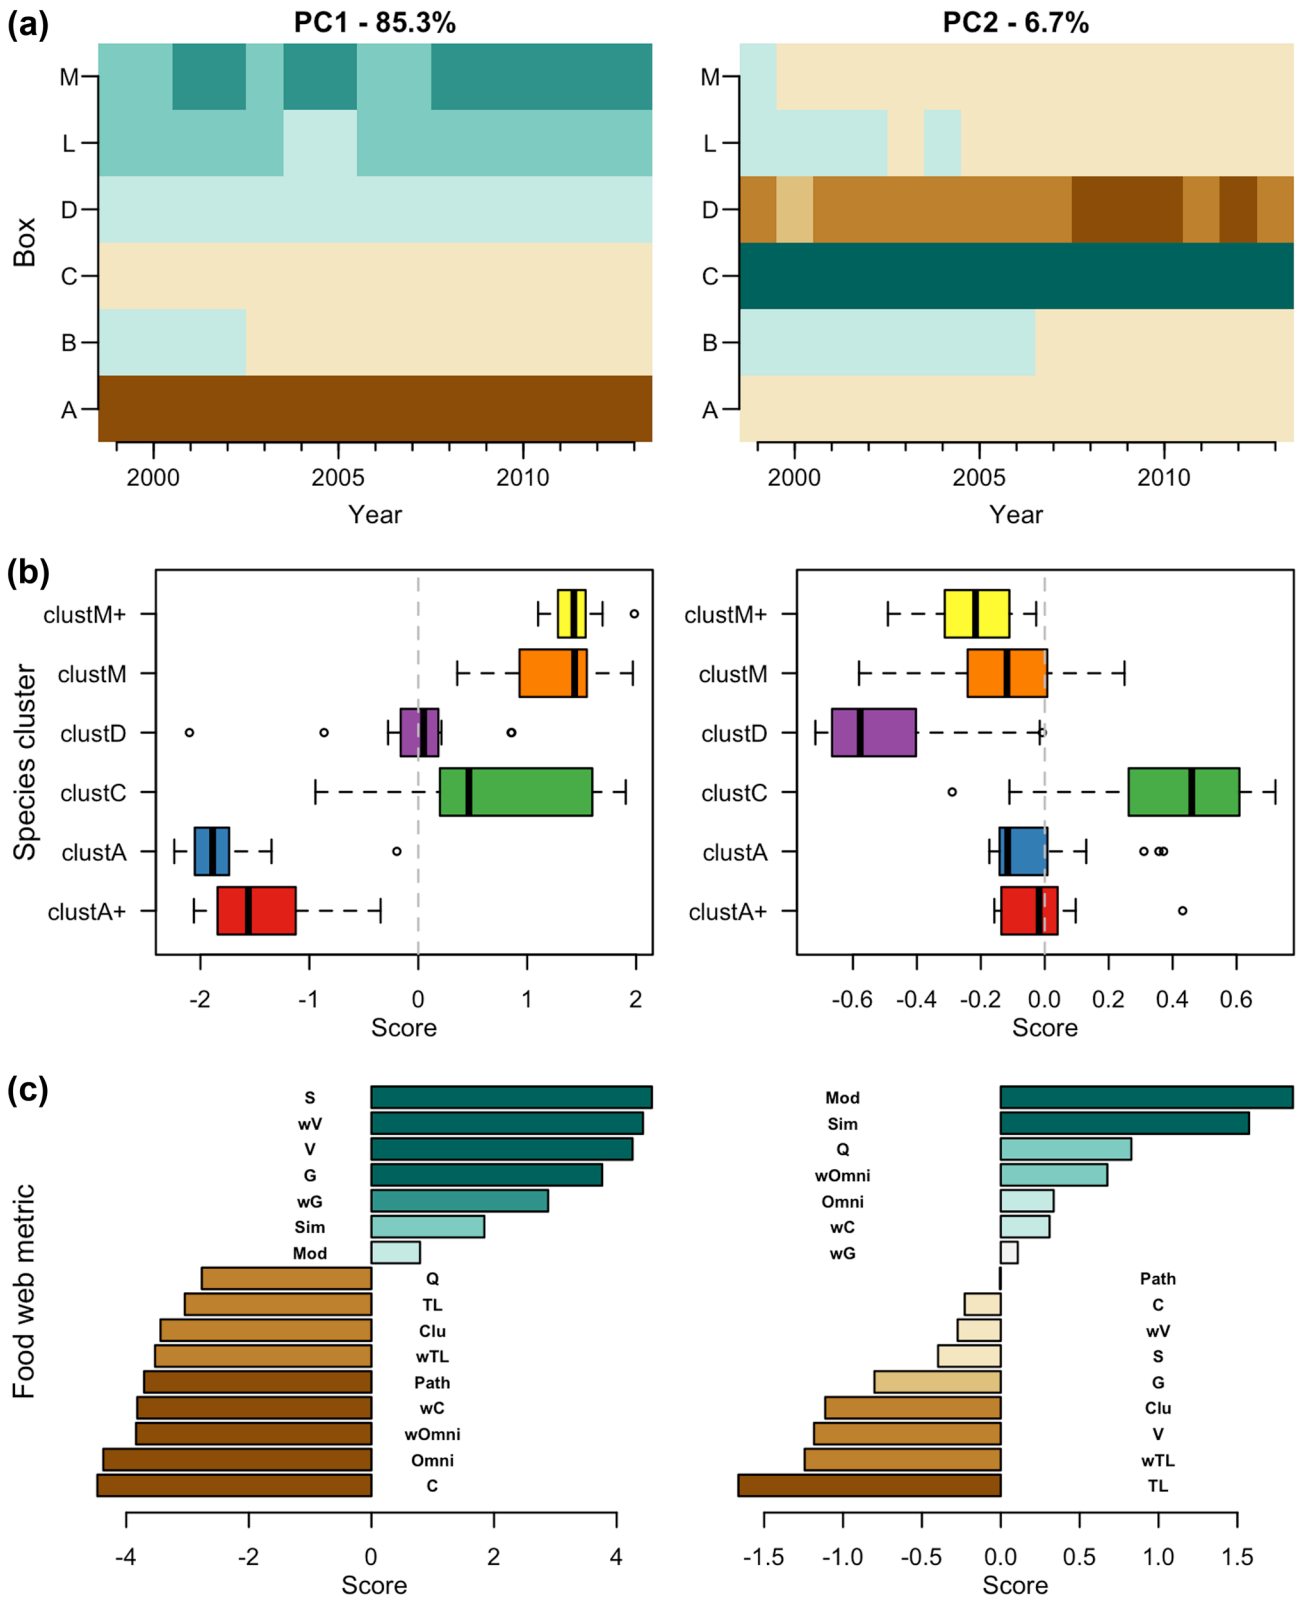 (a)
PC1 - 85.3%
PC2 - 6.7%
Box
M
L
D
C
B
A
2000 2005 2010
Year
M
L
D
C
B
A
2000 2005 2010
Year
(b)
Species cluster
clustM+
clustM
clustD
clustC
clustA
clustA+
-2 -1 0 1 2
Score
clustM+
clustM
clustD
clustC
clustA
clustA+
-0.6 -0.4 -0.2 0.0 0.2 0.4 0.6
Score
(c)
Food web metric
S
wV
V
G
wG
Sim
Mod
Q
TL
Clu
wTL
Path
wC
wOmni
Omni
C
-4 -2 0 2 4
Score
Mod
Sim
Q
wOmni
Omni
wC
wG
Path
C
wV
S
G
Clu
V
wTL
TL
-1.5 -1.0 -0.5 0.0 0.5 1.0 1.5
Score